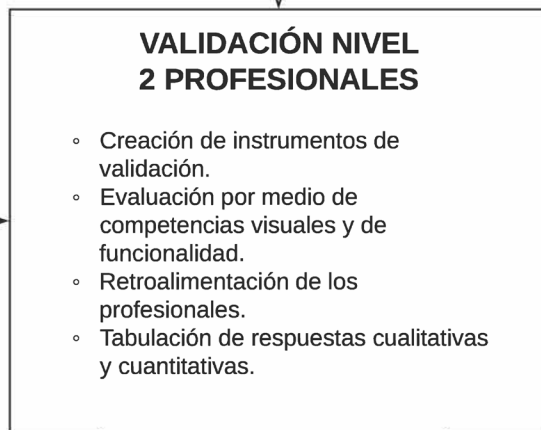 VALIDACIÓN NIVEL
2 PROFESIONALES
◦ Creación de instrumentos de
validación.
◦ Evaluación por medio de
competencias visuales y de
funcionalidad.
◦ Retroalimentación de los
profesionales.
◦ Tabulación de respuestas cualitativas
y cuantitativas.